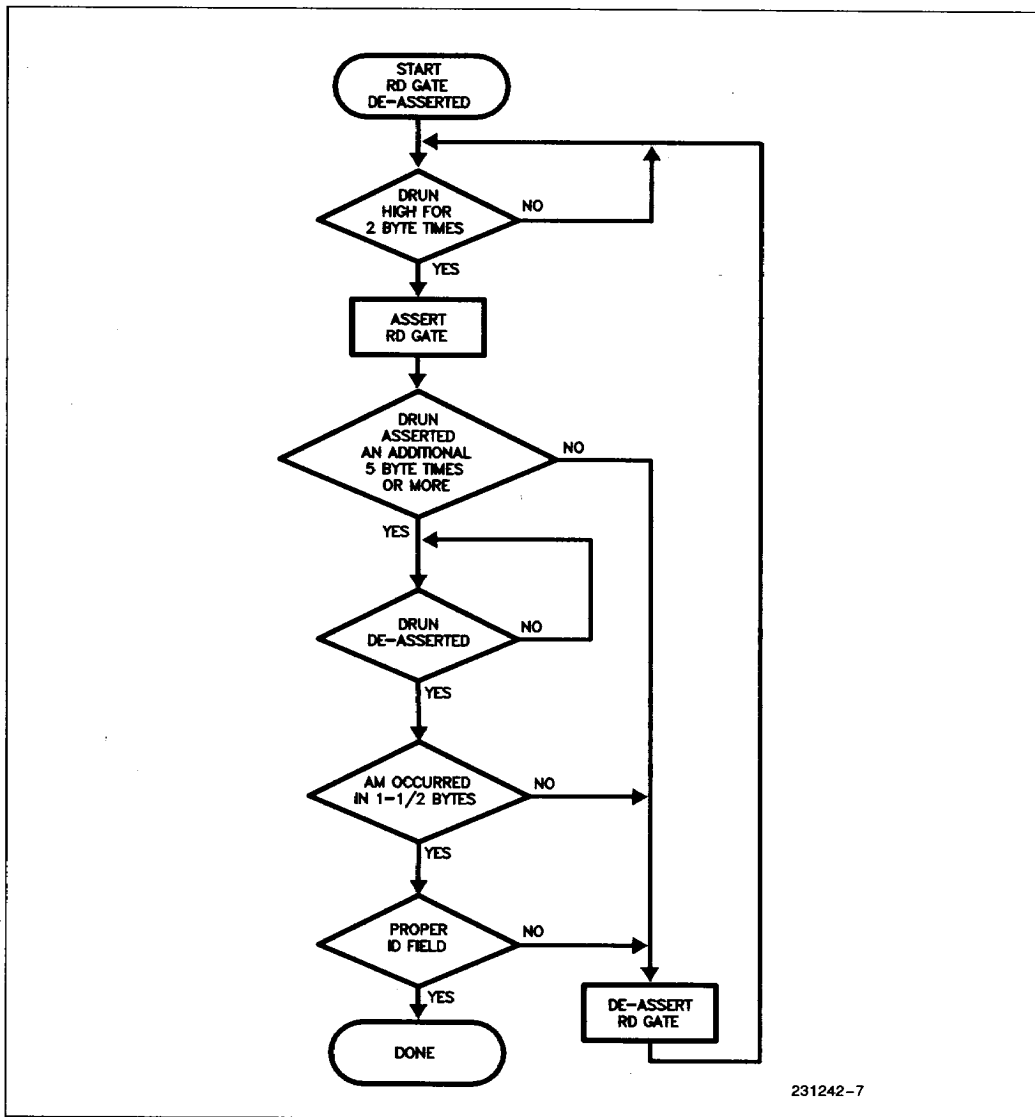 START
RD GATE
DE-ASSERTED
DRUN
HIGH FOR
2 BYTE TIMES
NO
YES
ASSERT
RD GATE
DRUN
ASSERTED
AN ADDITIONAL
5 BYTE TIMES
OR MORE
NO
YES
DRUN
DE-ASSERTED
NO
YES
AM OCCURRED
IN 1-1/2 BYTES
NO
YES
PROPER
ID FIELD
NO
YES
DE-ASSERT
RD GATE
DONE
231242-7